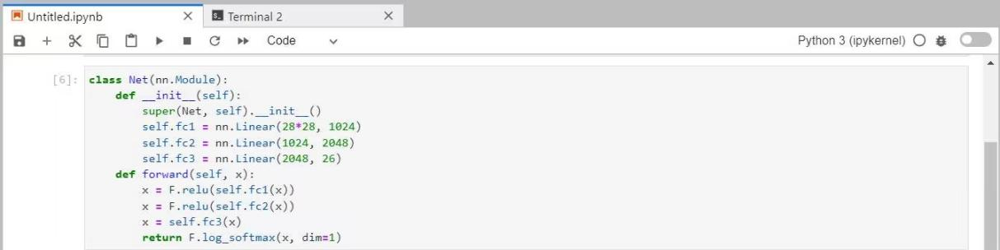 Untitled.ipynb
Terminal 2
Code
Python 3 (ipykernel)
[6]: class Net(nn.Module):
    def __init__(self):
        super(Net, self).__init__()
        self.fc1 = nn.Linear(28*28, 1024)
        self.fc2 = nn.Linear(1024, 2048)
        self.fc3 = nn.Linear(2048, 26)
    def forward(self, x):
        x = F.relu(self.fc1(x))
        x = F.relu(self.fc2(x))
        x = self.fc3(x)
        return F.log_softmax(x, dim=1)